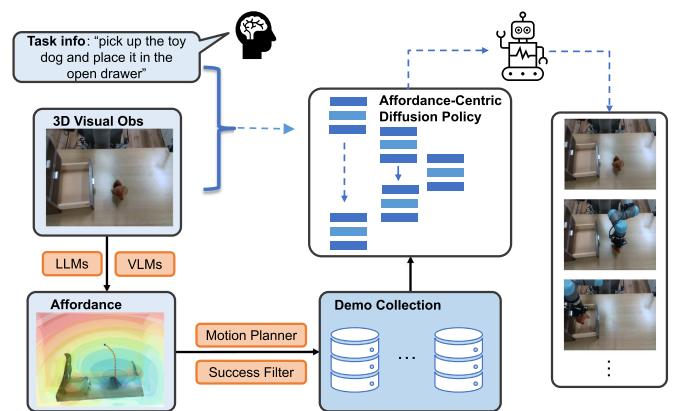 Task info: “pick up the toy
dog and place it in the
open drawer”
3D Visual Obs
LLMs
VLMs
Affordance
Motion Planner
Success Filter
Demo Collection
...
Affordance-Centric
Diffusion Policy
⋮